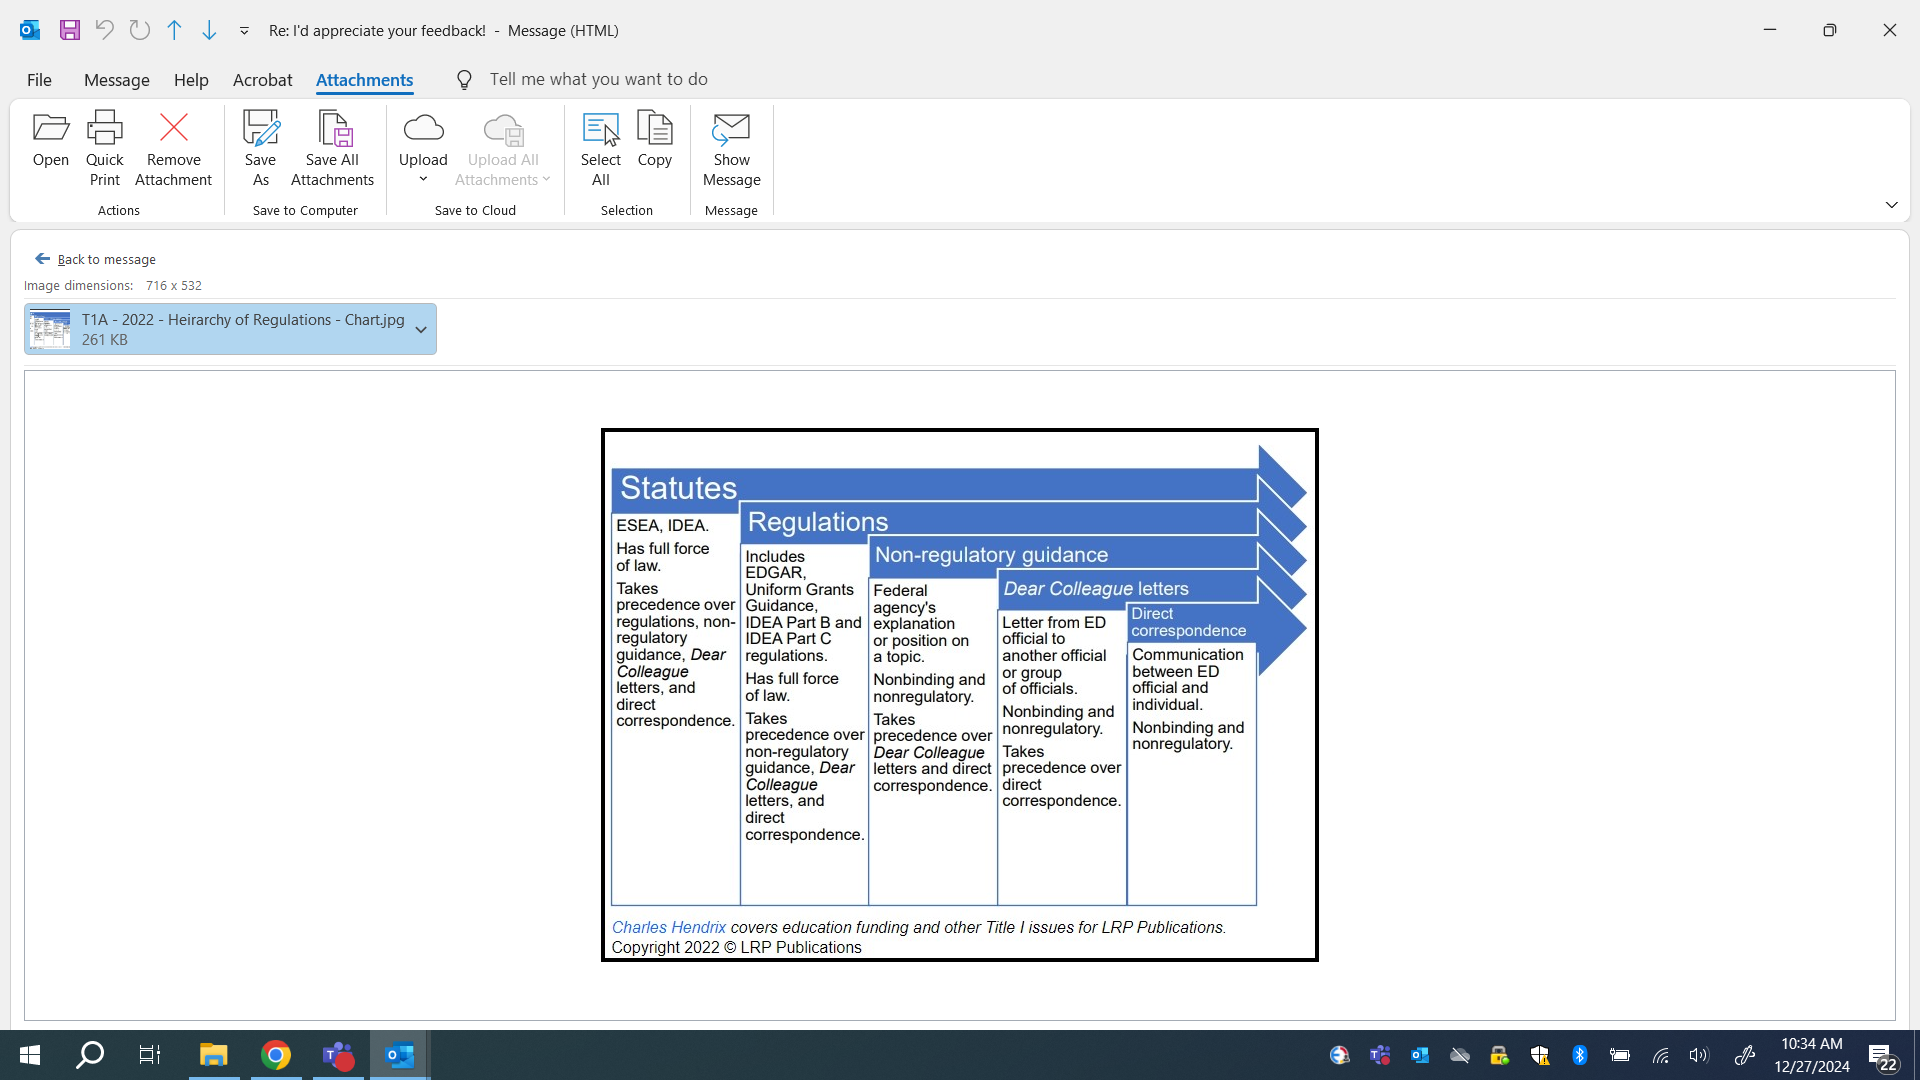 Re: I'd appreciate your feedback! - Message (HTML)
File Message Help Acrobat Attachments Tell me what you want to do
Open
Quick
Print
Remove
Attachment
Save
As
Save All
Attachments
Upload
Upload All
Attachments
Select
All
Copy
Show
Message
Actions
Save to Computer
Save to Cloud
Selection
Message
Back to message
Image dimensions: 716 x 532
T1A - 2022 - Heirarchy of Regulations - Chart.jpg
261 KB
Statutes
ESEA, IDEA.
Has full force
of law.
Takes
precedence over
regulations, non-
regulatory
guidance, Dear
Colleague
letters, and
direct
correspondence.
Regulations
Includes
EDGAR,
Uniform Grants
Guidance,
IDEA Part B and
IDEA Part C
regulations.
Has full force
of law.
Takes
precedence over
non-regulatory
guidance, Dear
Colleague
letters, and
direct
correspondence.
Non-regulatory guidance
Federal
agency's
explanation
or position on
a topic.
Nonbinding and
nonregulatory.
Takes
precedence over
Dear Colleague
letters and direct
correspondence.
Dear Colleague letters
Letter from ED
official to
another official
or group
of officials.
Nonbinding and
nonregulatory.
Takes
precedence over
direct
correspondence.
Direct
correspondence
Communication
between ED
official and
individual.
Nonbinding and
nonregulatory.
Charles Hendrix covers education funding and other Title I issues for LRP Publications.
Copyright 2022 © LRP Publications
10:34 AM
12/27/2024
22